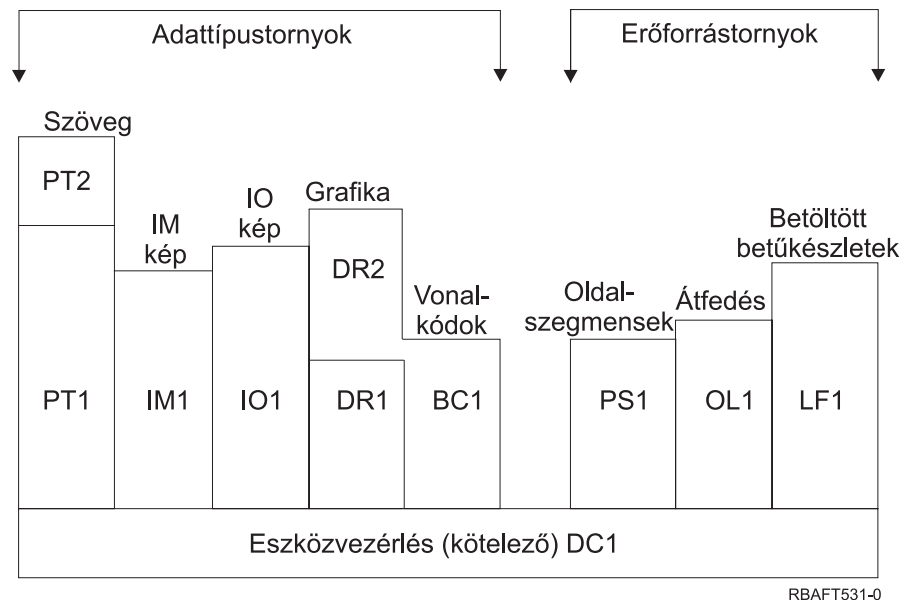 Adattípustornyok
Erőforrástornyok
Szöveg
PT2
PT1
IM
kép
IM1
IO
kép
IO1
Grafika
DR2
DR1
Vonal-
kódok
BC1
Oldal-
szegmensek
PS1
Átfedés
OL1
Betöltött
betűkészletek
LF1
Eszközvezérlés (kötelező) DC1
RBAFT531-0